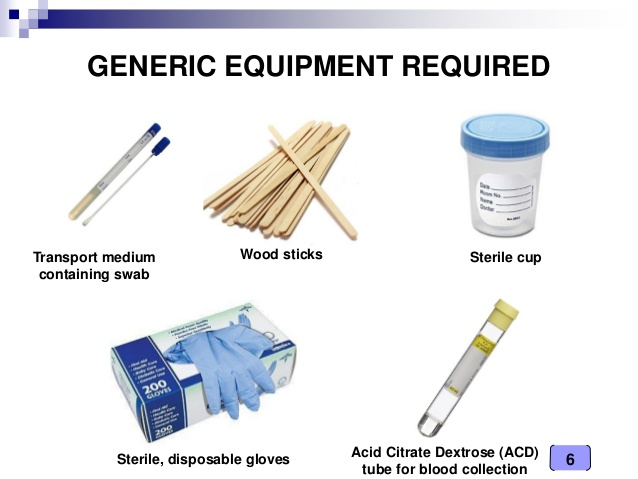 GENERIC EQUIPMENT REQUIRED
Date
Room No
Name
Doctor
Transport medium
containing swab
Wood sticks
Sterile cup
200
GLOVES
200
Sterile, disposable gloves
Acid Citrate Dextrose (ACD)
tube for blood collection
6